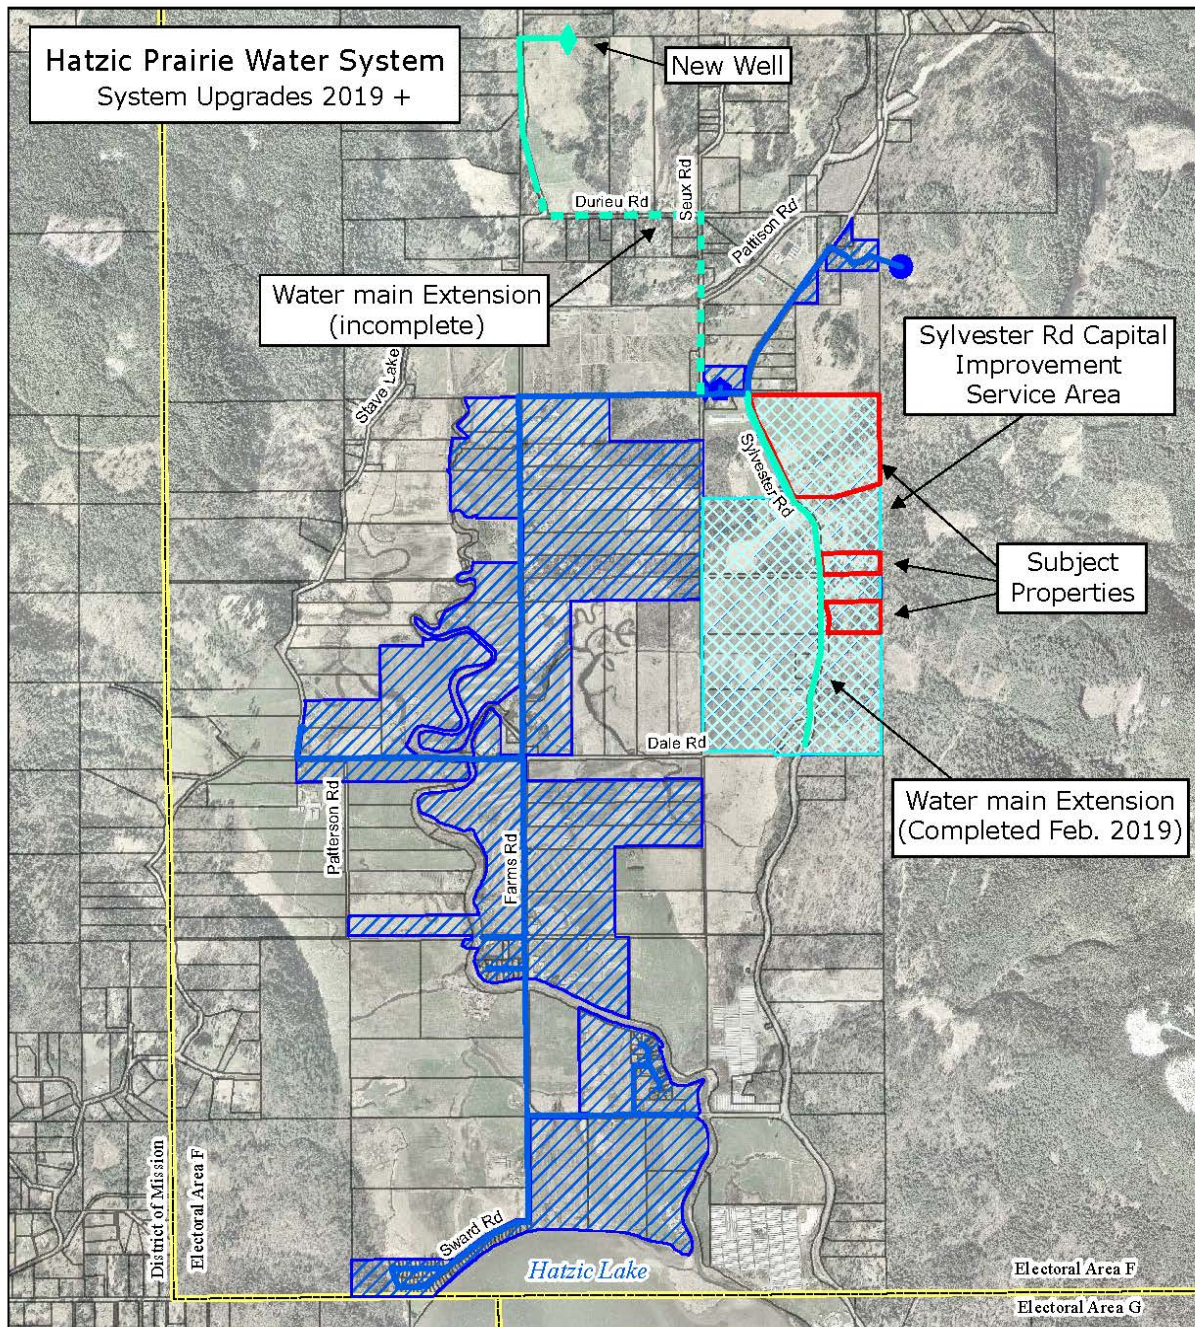 Hatzic Prairie Water System
System Upgrades 2019 +
New Well
Seux Rd
Durieu Rd
Pattison Rd
Water main Extension
(incomplete)
Sylvester Rd Capital
Improvement
Service Area
Stave Lake
Sylvester Rd
Subject
Properties
Dale Rd
Water main Extension
(Completed Feb. 2019)
Patterson Rd
Farms Rd
District of Mission
Electoral Area F
Sward Rd
Hatzic Lake
Electoral Area F
Electoral Area G